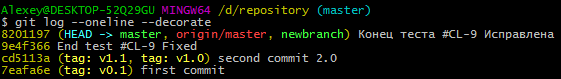 Alexey@DESKTOP-52Q29GU MINGW64 /d/repository (master)
$ git log --oneline --decorate
8201197 (HEAD -> master, origin/master, newbranch) Конец теста #CL-9 Исправлена
9e4f366 End test #CL-9 Fixed
cd5113a (tag: v1.1, tag: v1.0) second commit 2.0
7eafa6e (tag: v0.1) first commit